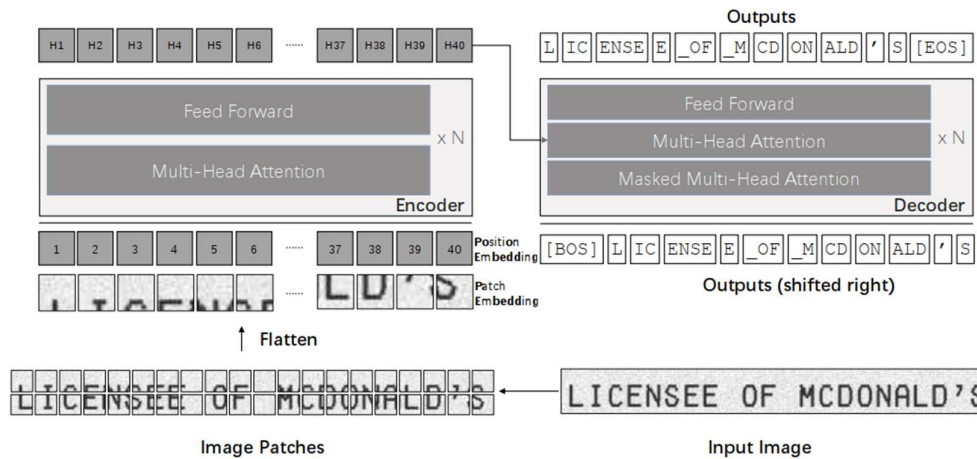 H1 H2 H3 H4 H5 H6 ...... H37 H38 H39 H40
Feed Forward
Multi-Head Attention
x N
Encoder
1 2 3 4 5 6 ...... 37 38 39 40
Position Embedding
LICENSE ...... LD'S
Patch Embedding
Flatten
LICENSEE OF MCDONALD'S
Image Patches
Outputs
L IC ENSE E _OF _M CD ON ALD ' S [EOS]
Feed Forward
Multi-Head Attention
Masked Multi-Head Attention
x N
Decoder
[BOS] L IC ENSE E _OF _M CD ON ALD ' S
Outputs (shifted right)
LICENSEE OF MCDONALD'S
Input Image